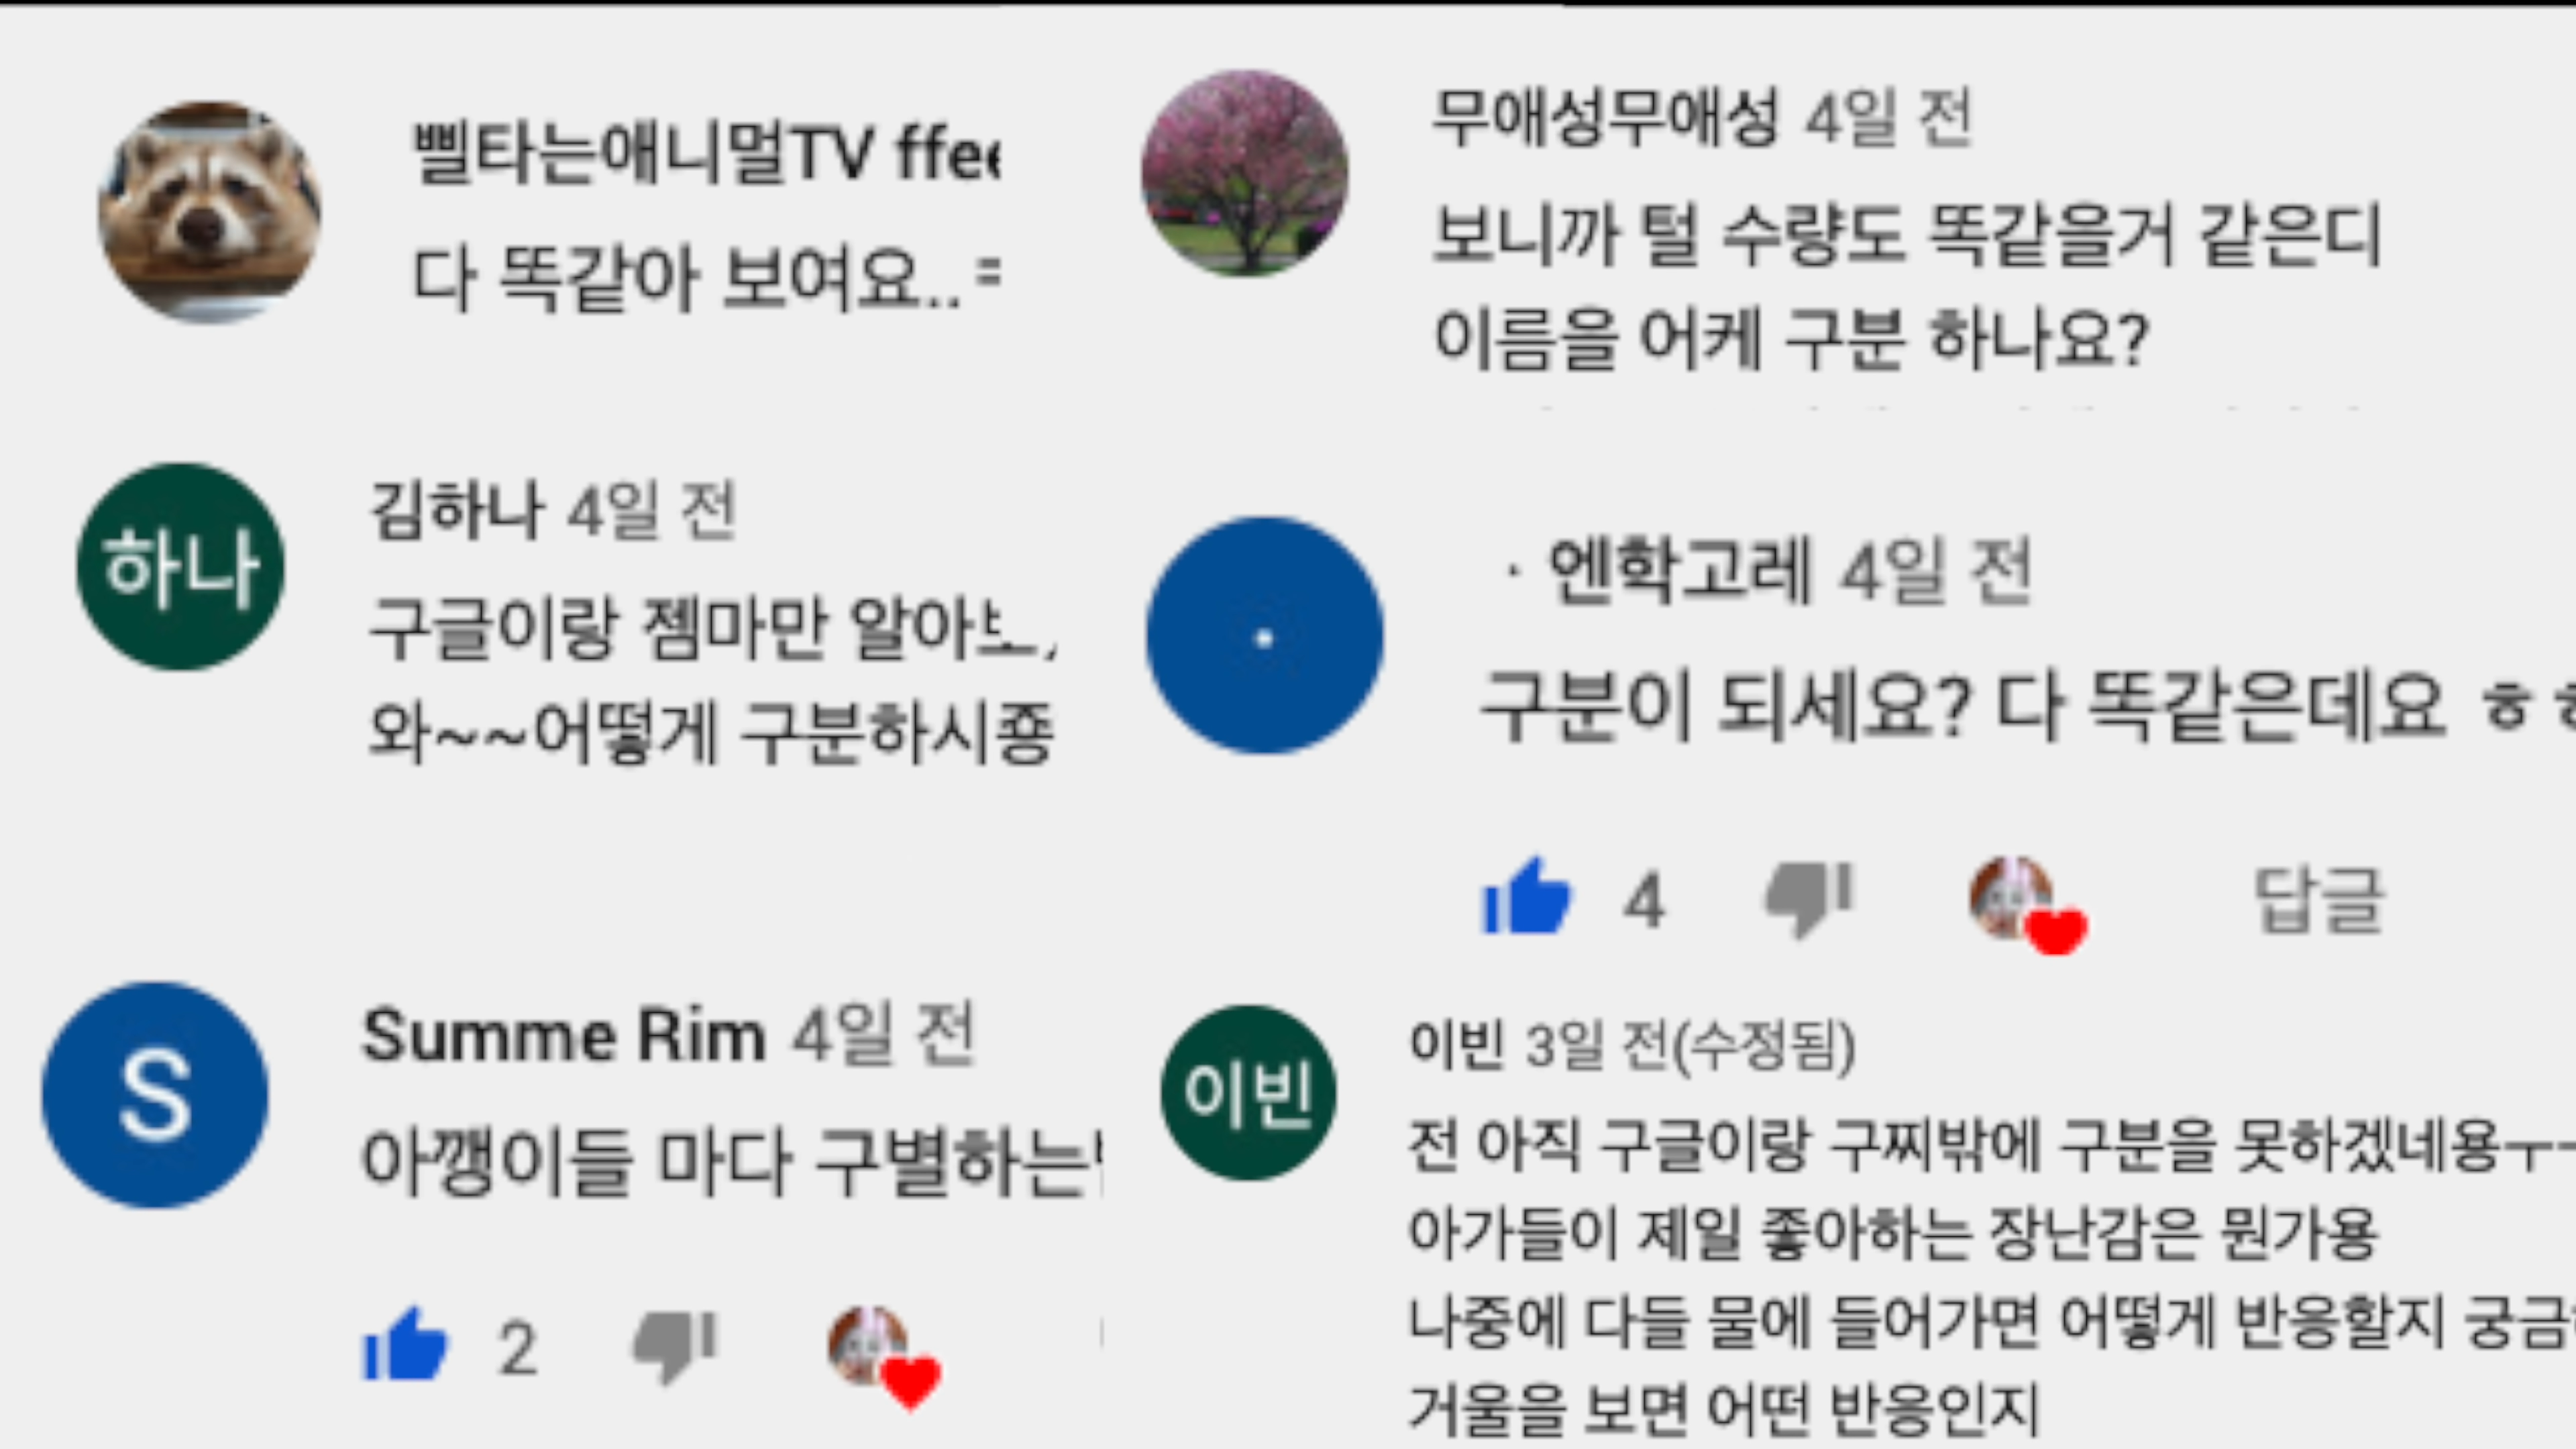 삘타는애니멀TV
다 똑같아 보여요..
무애성무애성 4일 전
보니까 털 수량도 똑같을거 같은디
이름을 어케 구분 하나요?
하나
김하나 4일 전
구글이랑 젬마만
와~~어떻게 구분하시죵
· 엔학고레 4일 전
구분이 되세요? 다 똑같은데요
4
답글
S
Summe Rim 4일 전
아깽이들 마다 구별하는
2
이빈
이빈 3일 전(수정됨)
전 아직 구글이랑 구찌밖에 구분을 못하겠네용
아가들이 제일 좋아하는 장난감은 뭔가용
나중에 다들 물에 들어가면 어떻게 반응할지
거울을 보면 어떤 반응인지